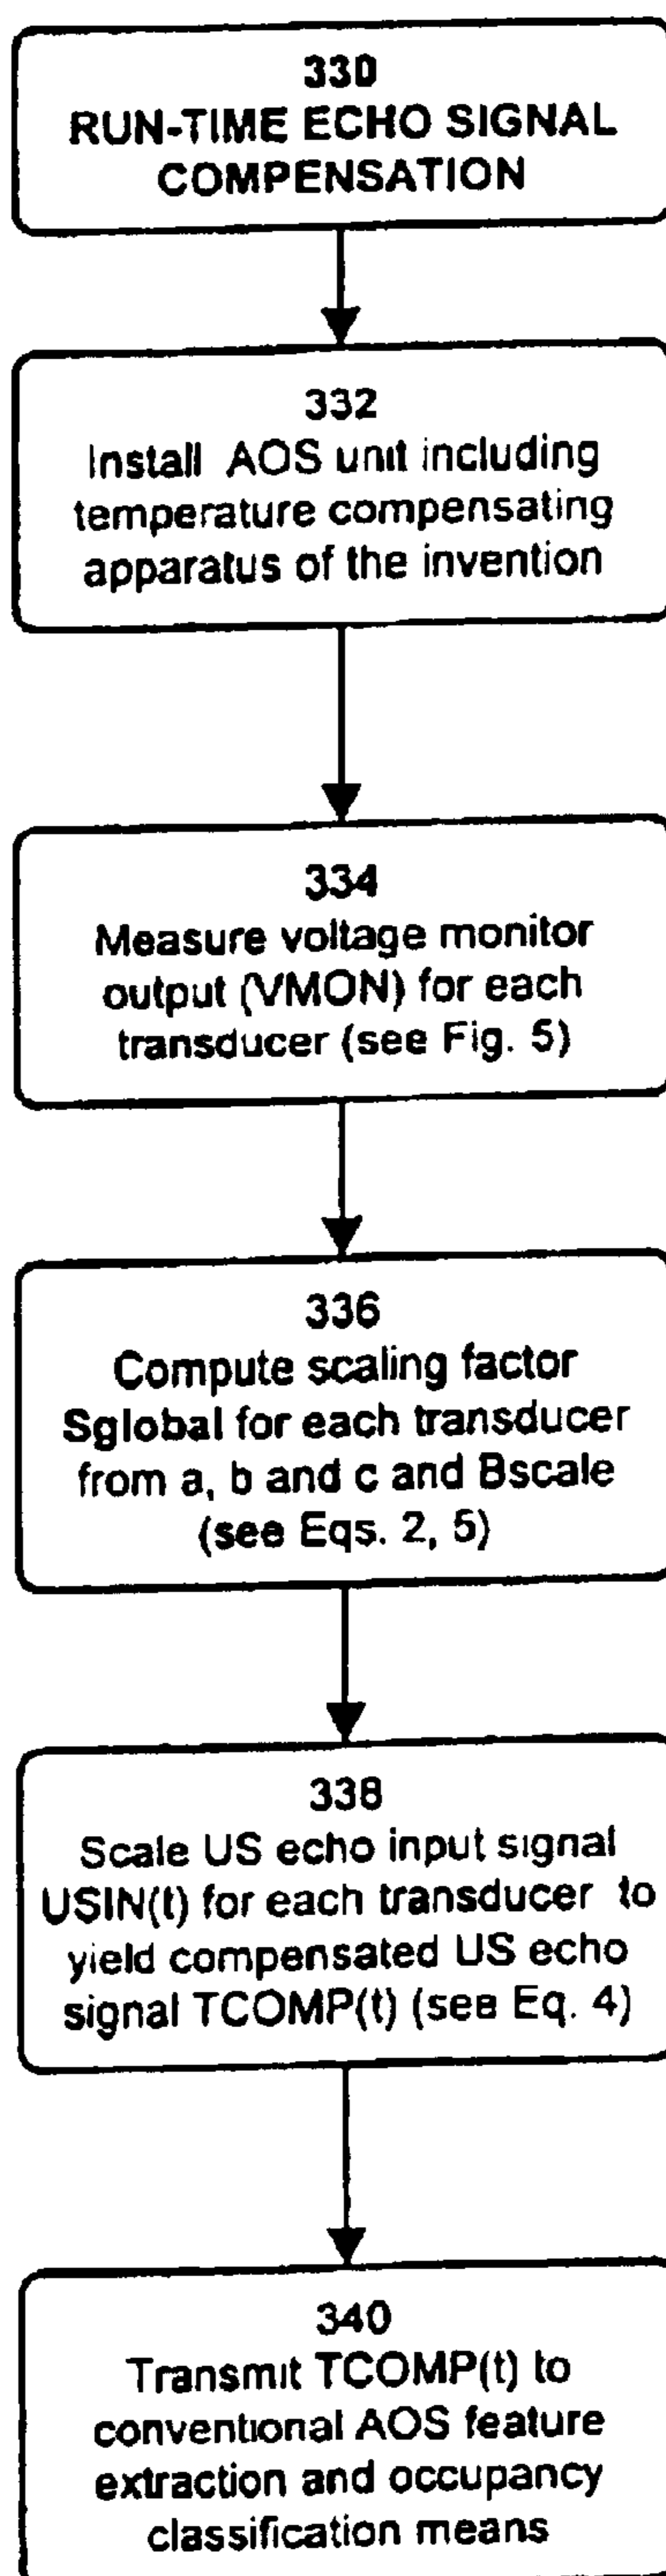 330
RUN-TIME ECHO SIGNAL
COMPENSATION
332
Install AOS unit including
temperature compensating
apparatus of the invention
334
Measure voltage monitor
output (VMON) for each
transducer (see Fig. 5)
336
Compute scaling factor
Sglobal for each transducer
from a, b and c and Bscale
(see Eqs. 2, 5)
338
Scale US echo input signal
USIN(t) for each transducer to
yield compensated US echo
signal TCOMP(t) (see Eq. 4)
340
Transmit TCOMP(t) to
conventional AOS feature
extraction and occupancy
classification means